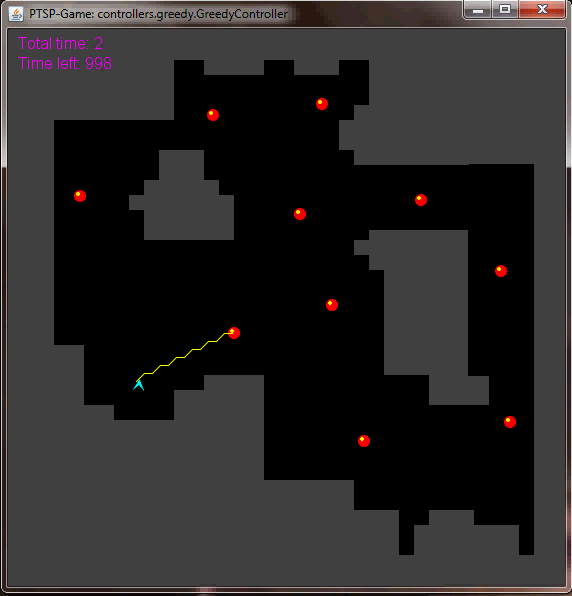 PTSP-Game: controllers.greedy.GreedyController
Total time: 2
Time left: 998